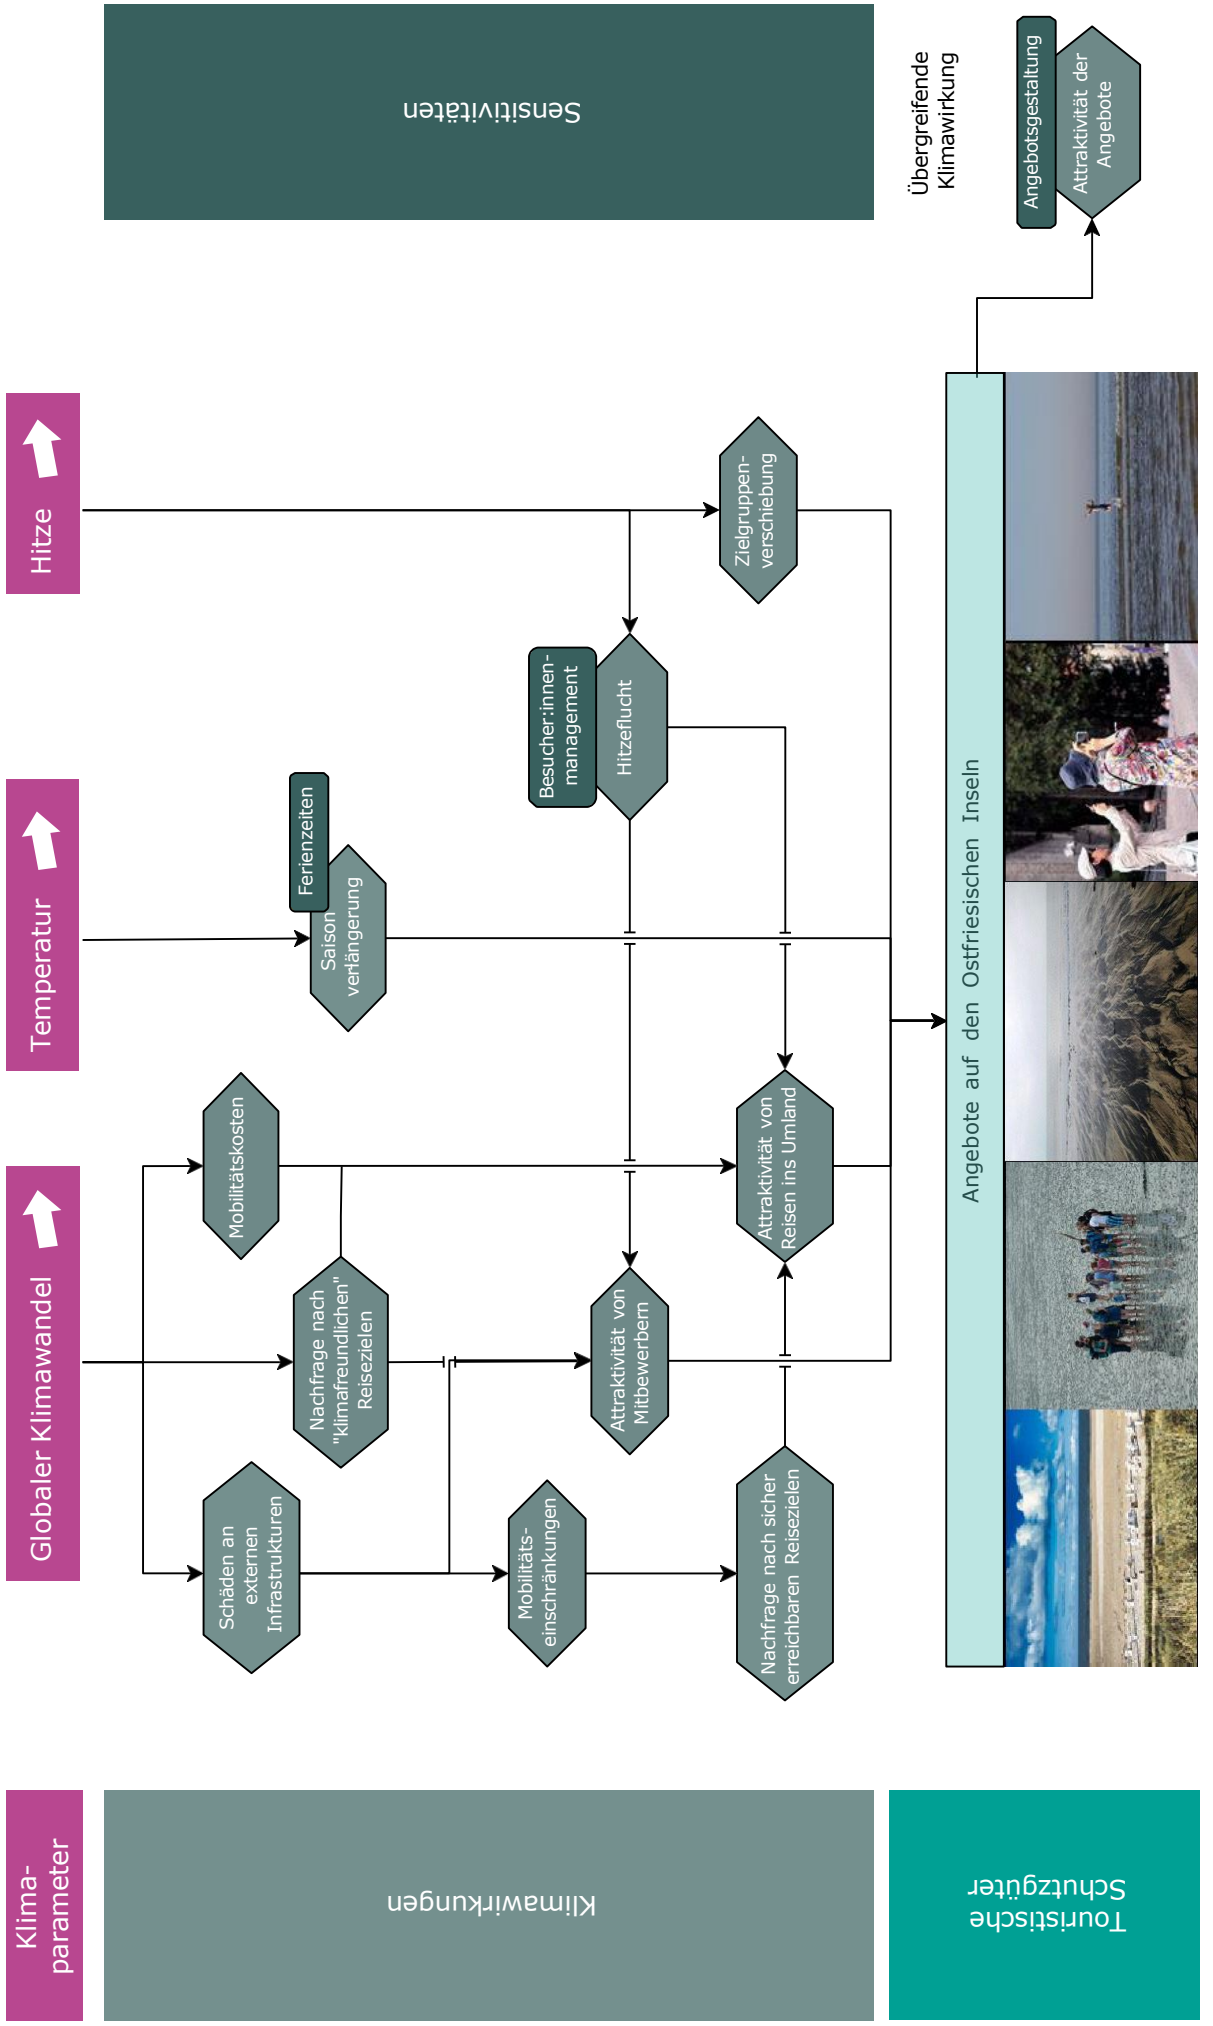 Klima-
parameter
Globaler Klimawandel
Temperatur
Hitze
Klimawirkungen
Sensitivitäten
Schäden an
externen
Infrastrukturen
Nachfrage nach
"klimafreundlichen"
Reisezielen
Mobilitätskosten
Saison
verlängerung
Ferienzeiten
Besucher:innen-
management
Hitzeflucht
Mobilitäts-
einschränkungen
Attraktivität von
Mitbewerbern
Zielgruppen-
verschiebung
Nachfrage nach sicher
erreichbaren Reisezielen
Attraktivität von
Reisen ins Umland
Touristische
Schutzgüter
Angebote auf den Ostfriesischen Inseln
Übergreifende
Klimawirkung
Angebotsgestaltung
Attraktivität der
Angebote